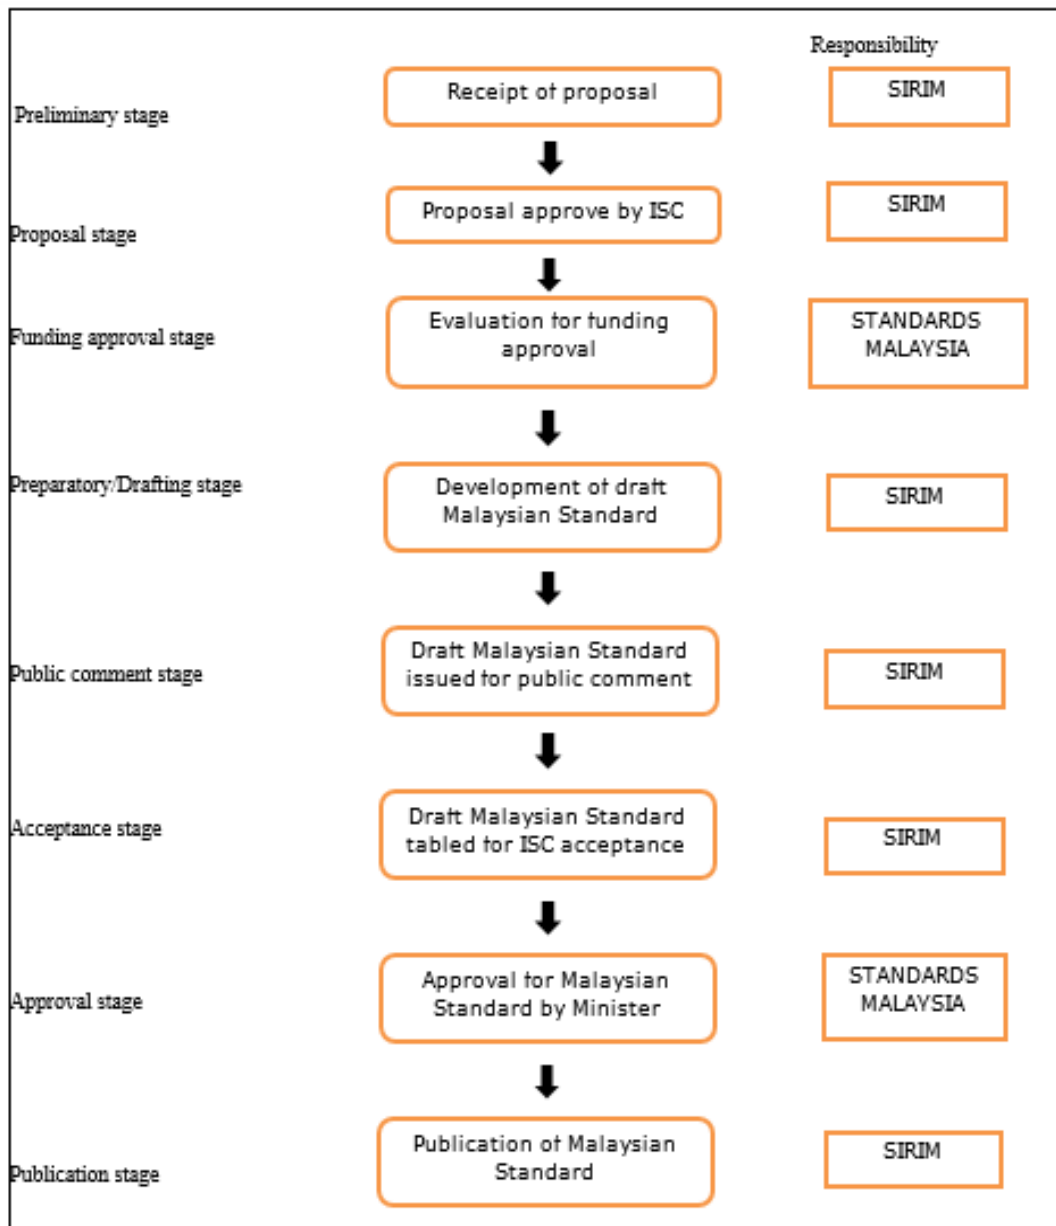 Responsibility
Preliminary stage
Receipt of proposal
SIRIM
Proposal stage
Proposal approve by ISC
SIRIM
Funding approval stage
Evaluation for funding
approval
STANDARDS
MALAYSIA
Preparatory/Drafting stage
Development of draft
Malaysian Standard
SIRIM
Public comment stage
Draft Malaysian Standard
issued for public comment
SIRIM
Acceptance stage
Draft Malaysian Standard
tabled for ISC acceptance
SIRIM
Approval stage
Approval for Malaysian
Standard by Minister
STANDARDS
MALAYSIA
Publication stage
Publication of Malaysian
Standard
SIRIM